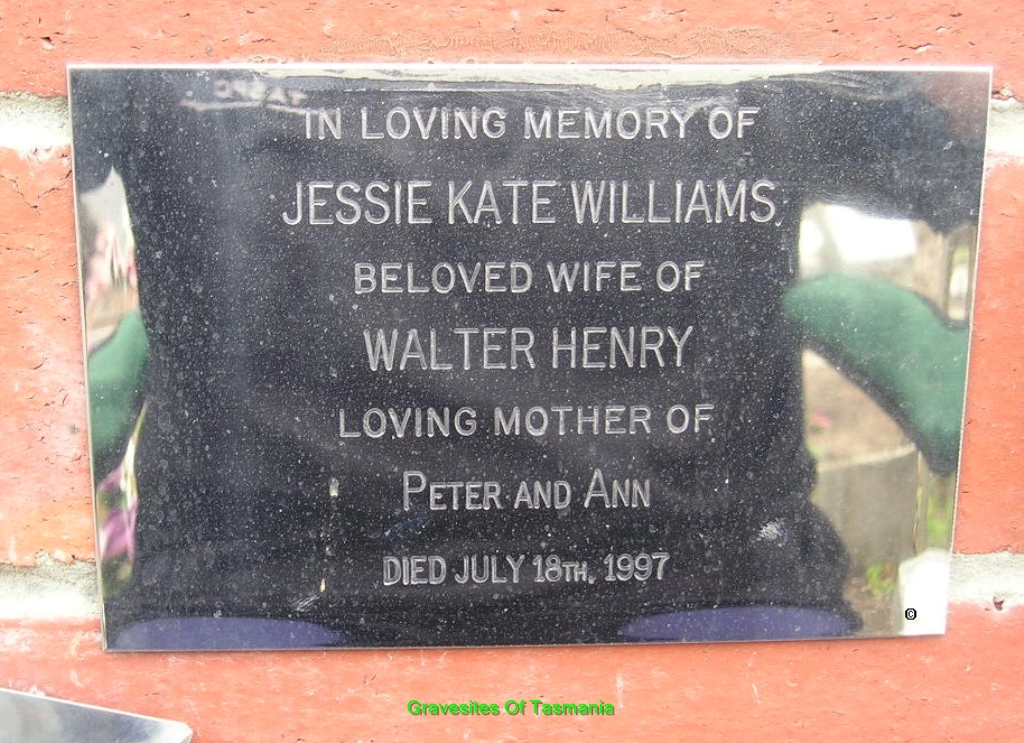 IN LOVING MEMORY OF
JESSIE KATE WILLIAMS
BELOVED WIFE OF
WALTER HENRY
LOVING MOTHER OF
PETER AND ANN
DIED JULY 18TH, 1997
©
Gravesites Of Tasmania